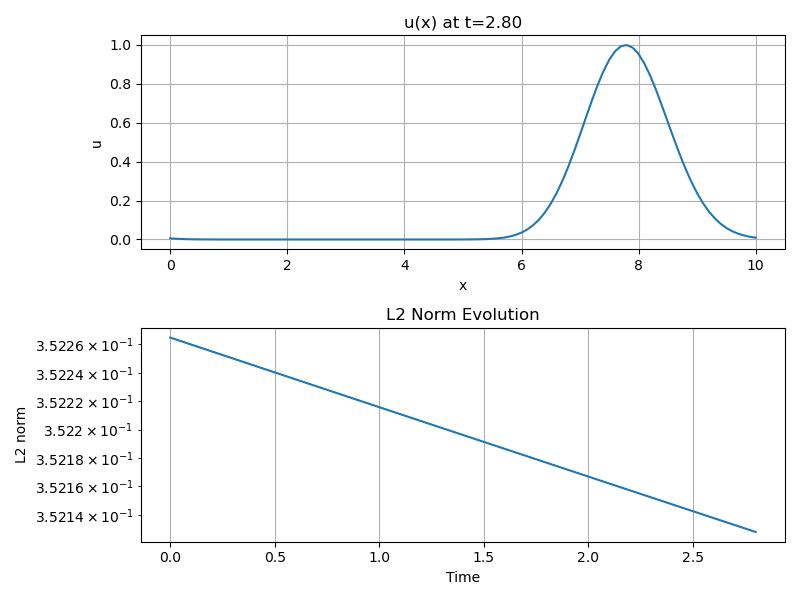 u(x) at t=2.80
1.0
0.8
0.6
0.4
0.2
0.0
u
0 2 4 6 8 10
x
L2 Norm Evolution
3.5226 × 10⁻¹
3.5224 × 10⁻¹
3.5222 × 10⁻¹
3.522 × 10⁻¹
3.5218 × 10⁻¹
3.5216 × 10⁻¹
3.5214 × 10⁻¹
L2 norm
0.0 0.5 1.0 1.5 2.0 2.5
Time